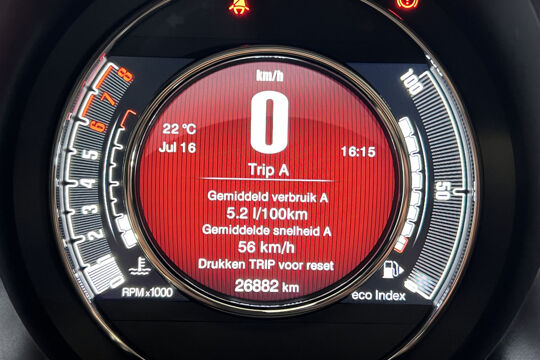 km/h
0
22 °C
Jul 16
16:15
Trip A
Gemiddeld verbruik A
5.2 l/100km
Gemiddelde snelheid A
56 km/h
Drukken TRIP voor reset
26882 km
8
7
6
5
4
3
2
1
RPM x1000
100
50
eco Index